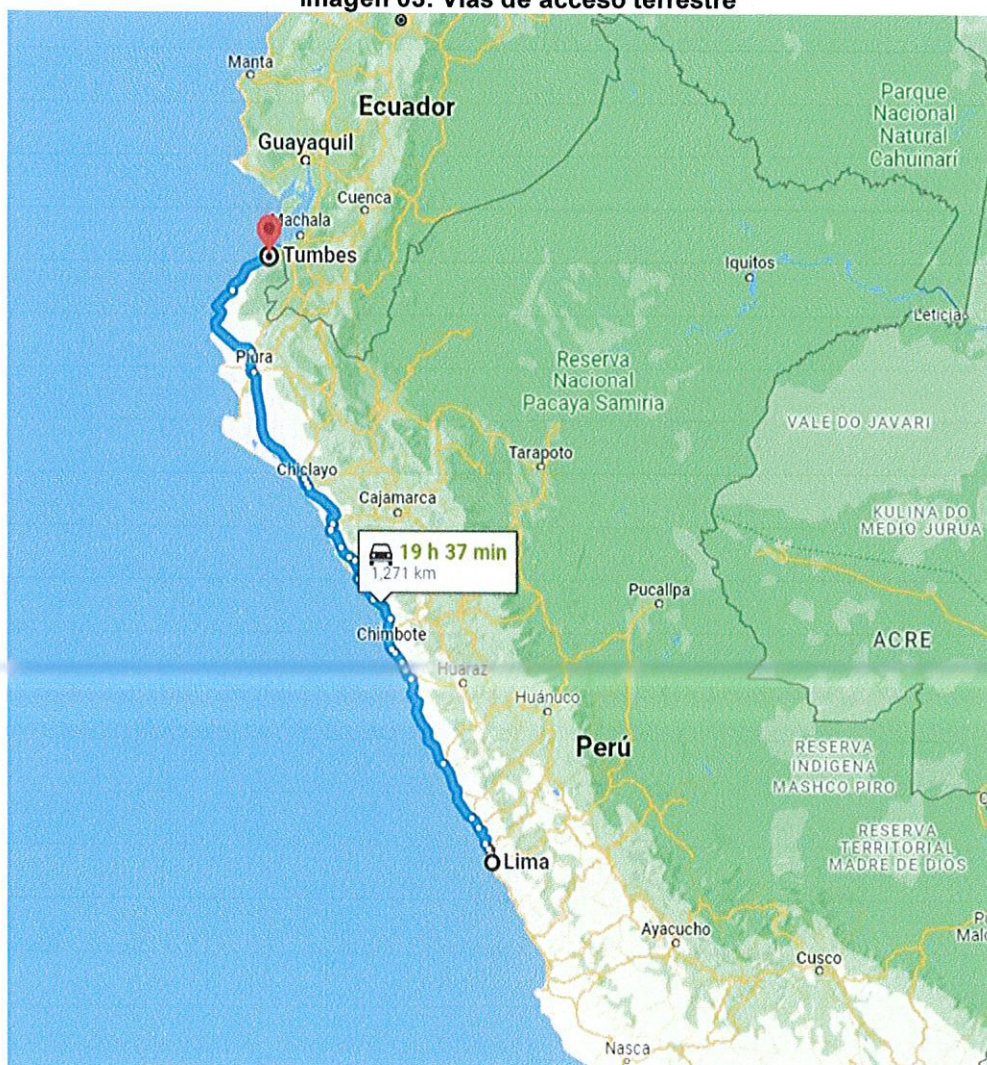 Imagen 03: Vías de acceso terrestre
Manta
Ecuador
Parque
Nacional
Natural
Cahuinarí
Guayaquil
Cuenca
Machala
Tumbes
Iquitos
Leticia
Piura
Reserva
Nacional
Pacaya Samiria
VALE DO JAVARI
Tarapoto
Chiclayo
Cajamarca
KULINA DO
MEDIO JURUA
19 h 37 min
1,271 km
Pucallpa
Chimbote
ACRE
Huaraz
Huánuco
Perú
RESERVA
INDIGENA
MASHCO PIRO
RESERVA
TERRITORIAL
MADRE DE DIOS
Lima
Ayacucho
Cusco
Nasca